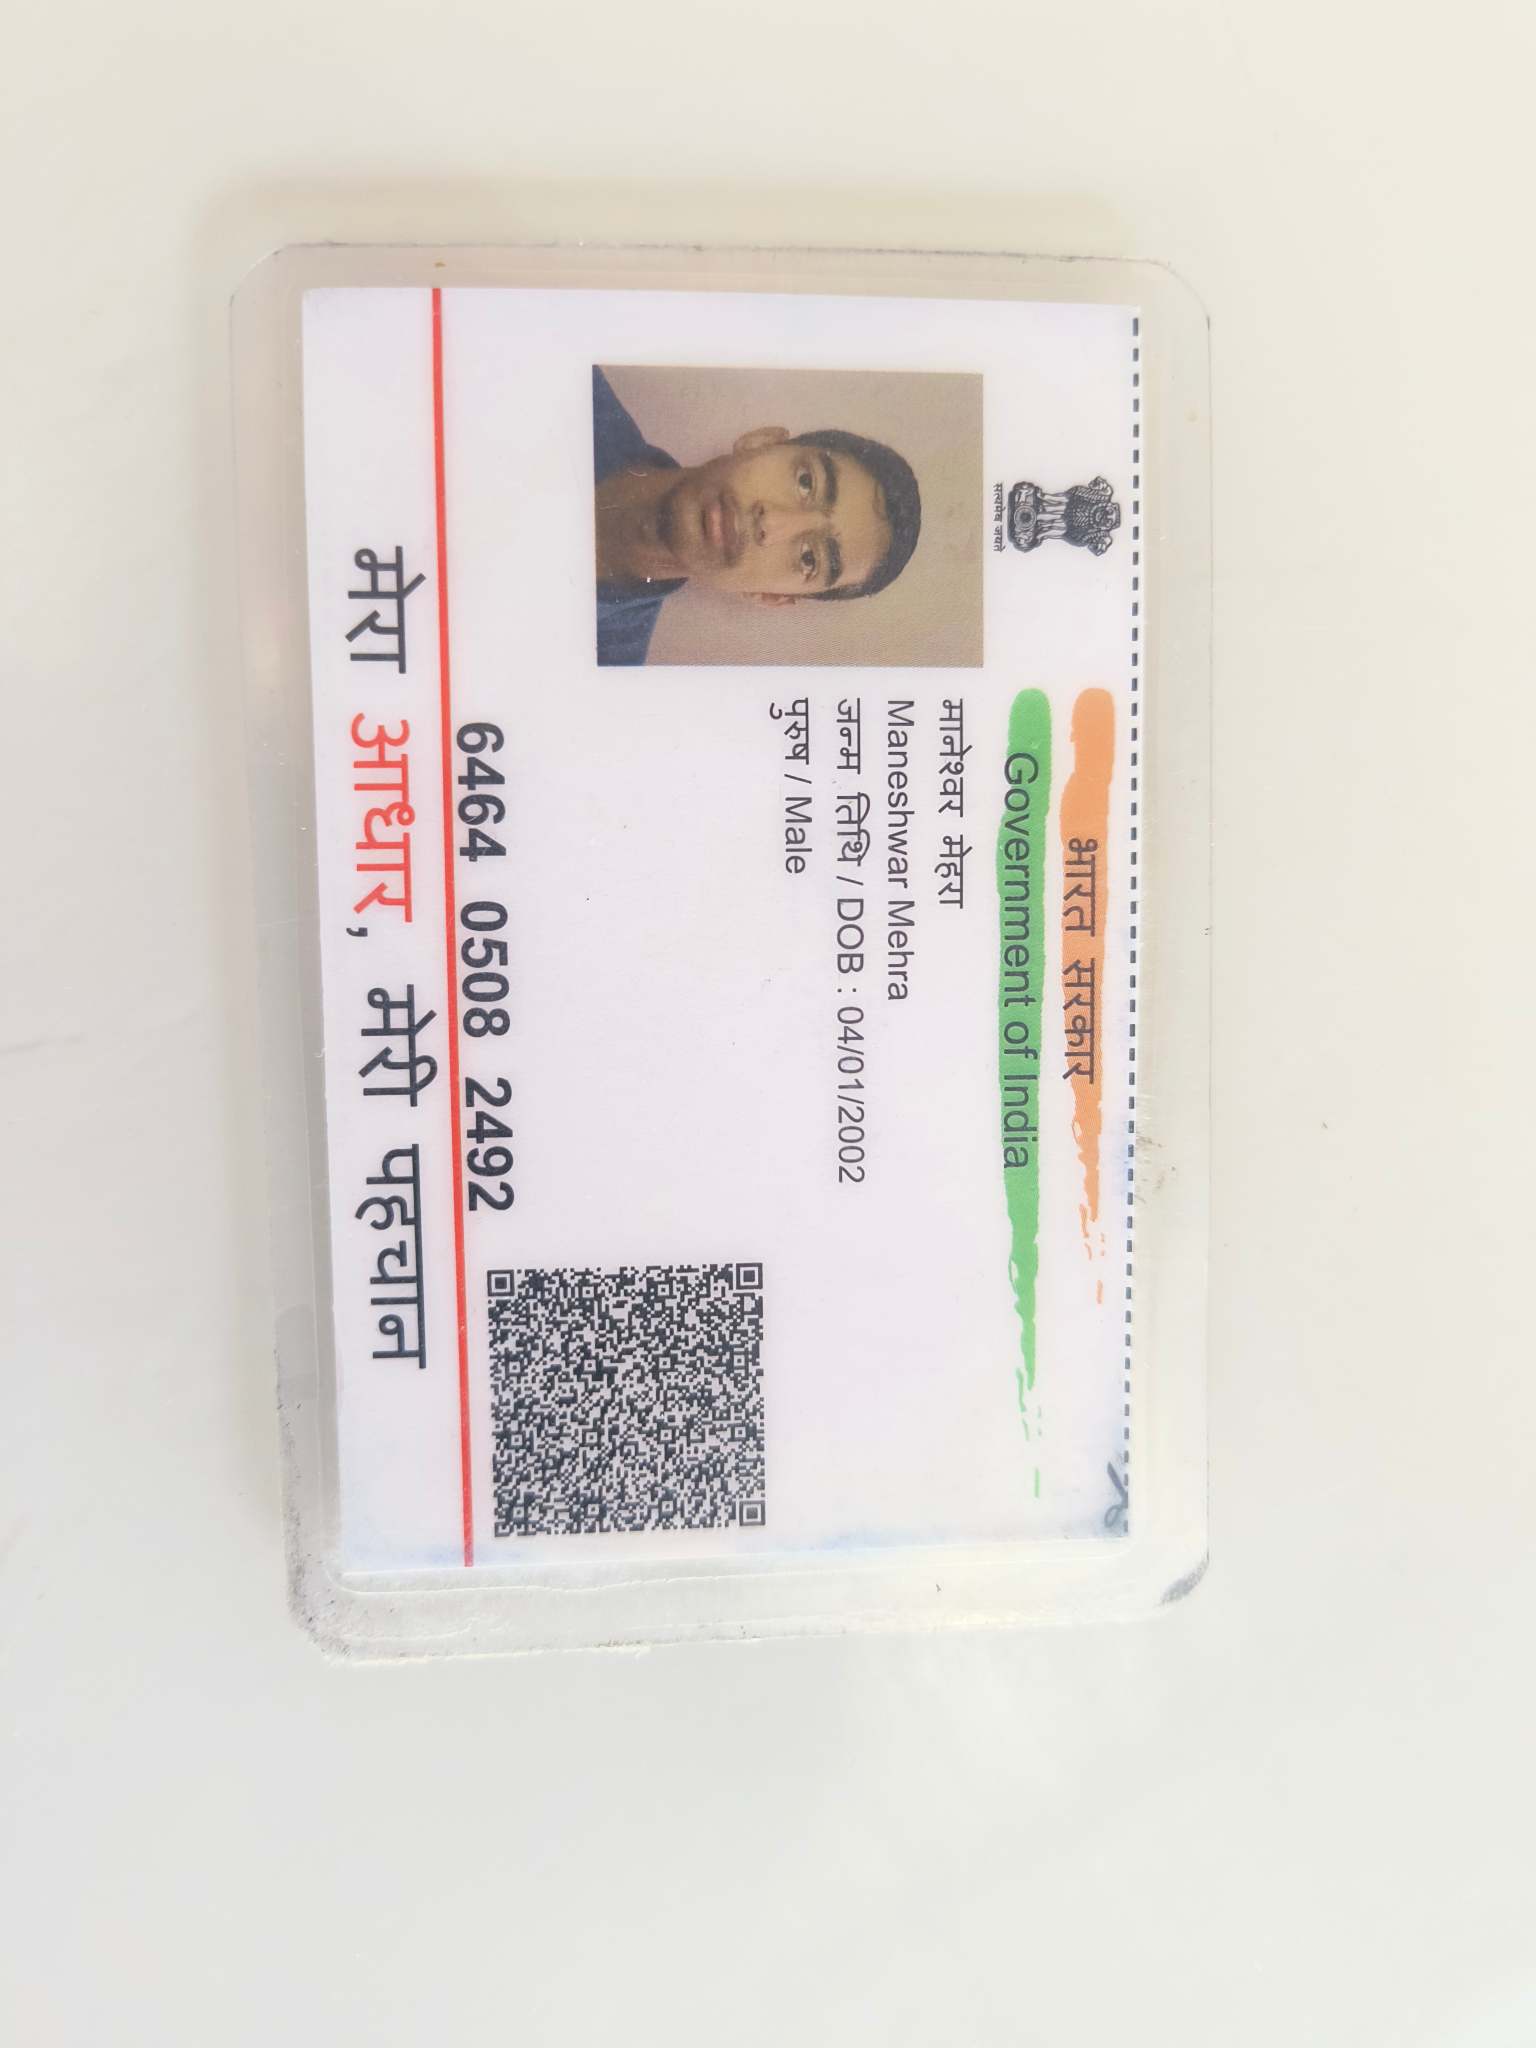 भारत सरकार
Government of India
सत्यमेव जयते
मानेश्वर मेहरा
Maneshwar Mehra
जन्म तिथि / DOB : 04/01/2002
पुरुष / Male
6464 0508 2492
मेरा आधार, मेरी पहचान